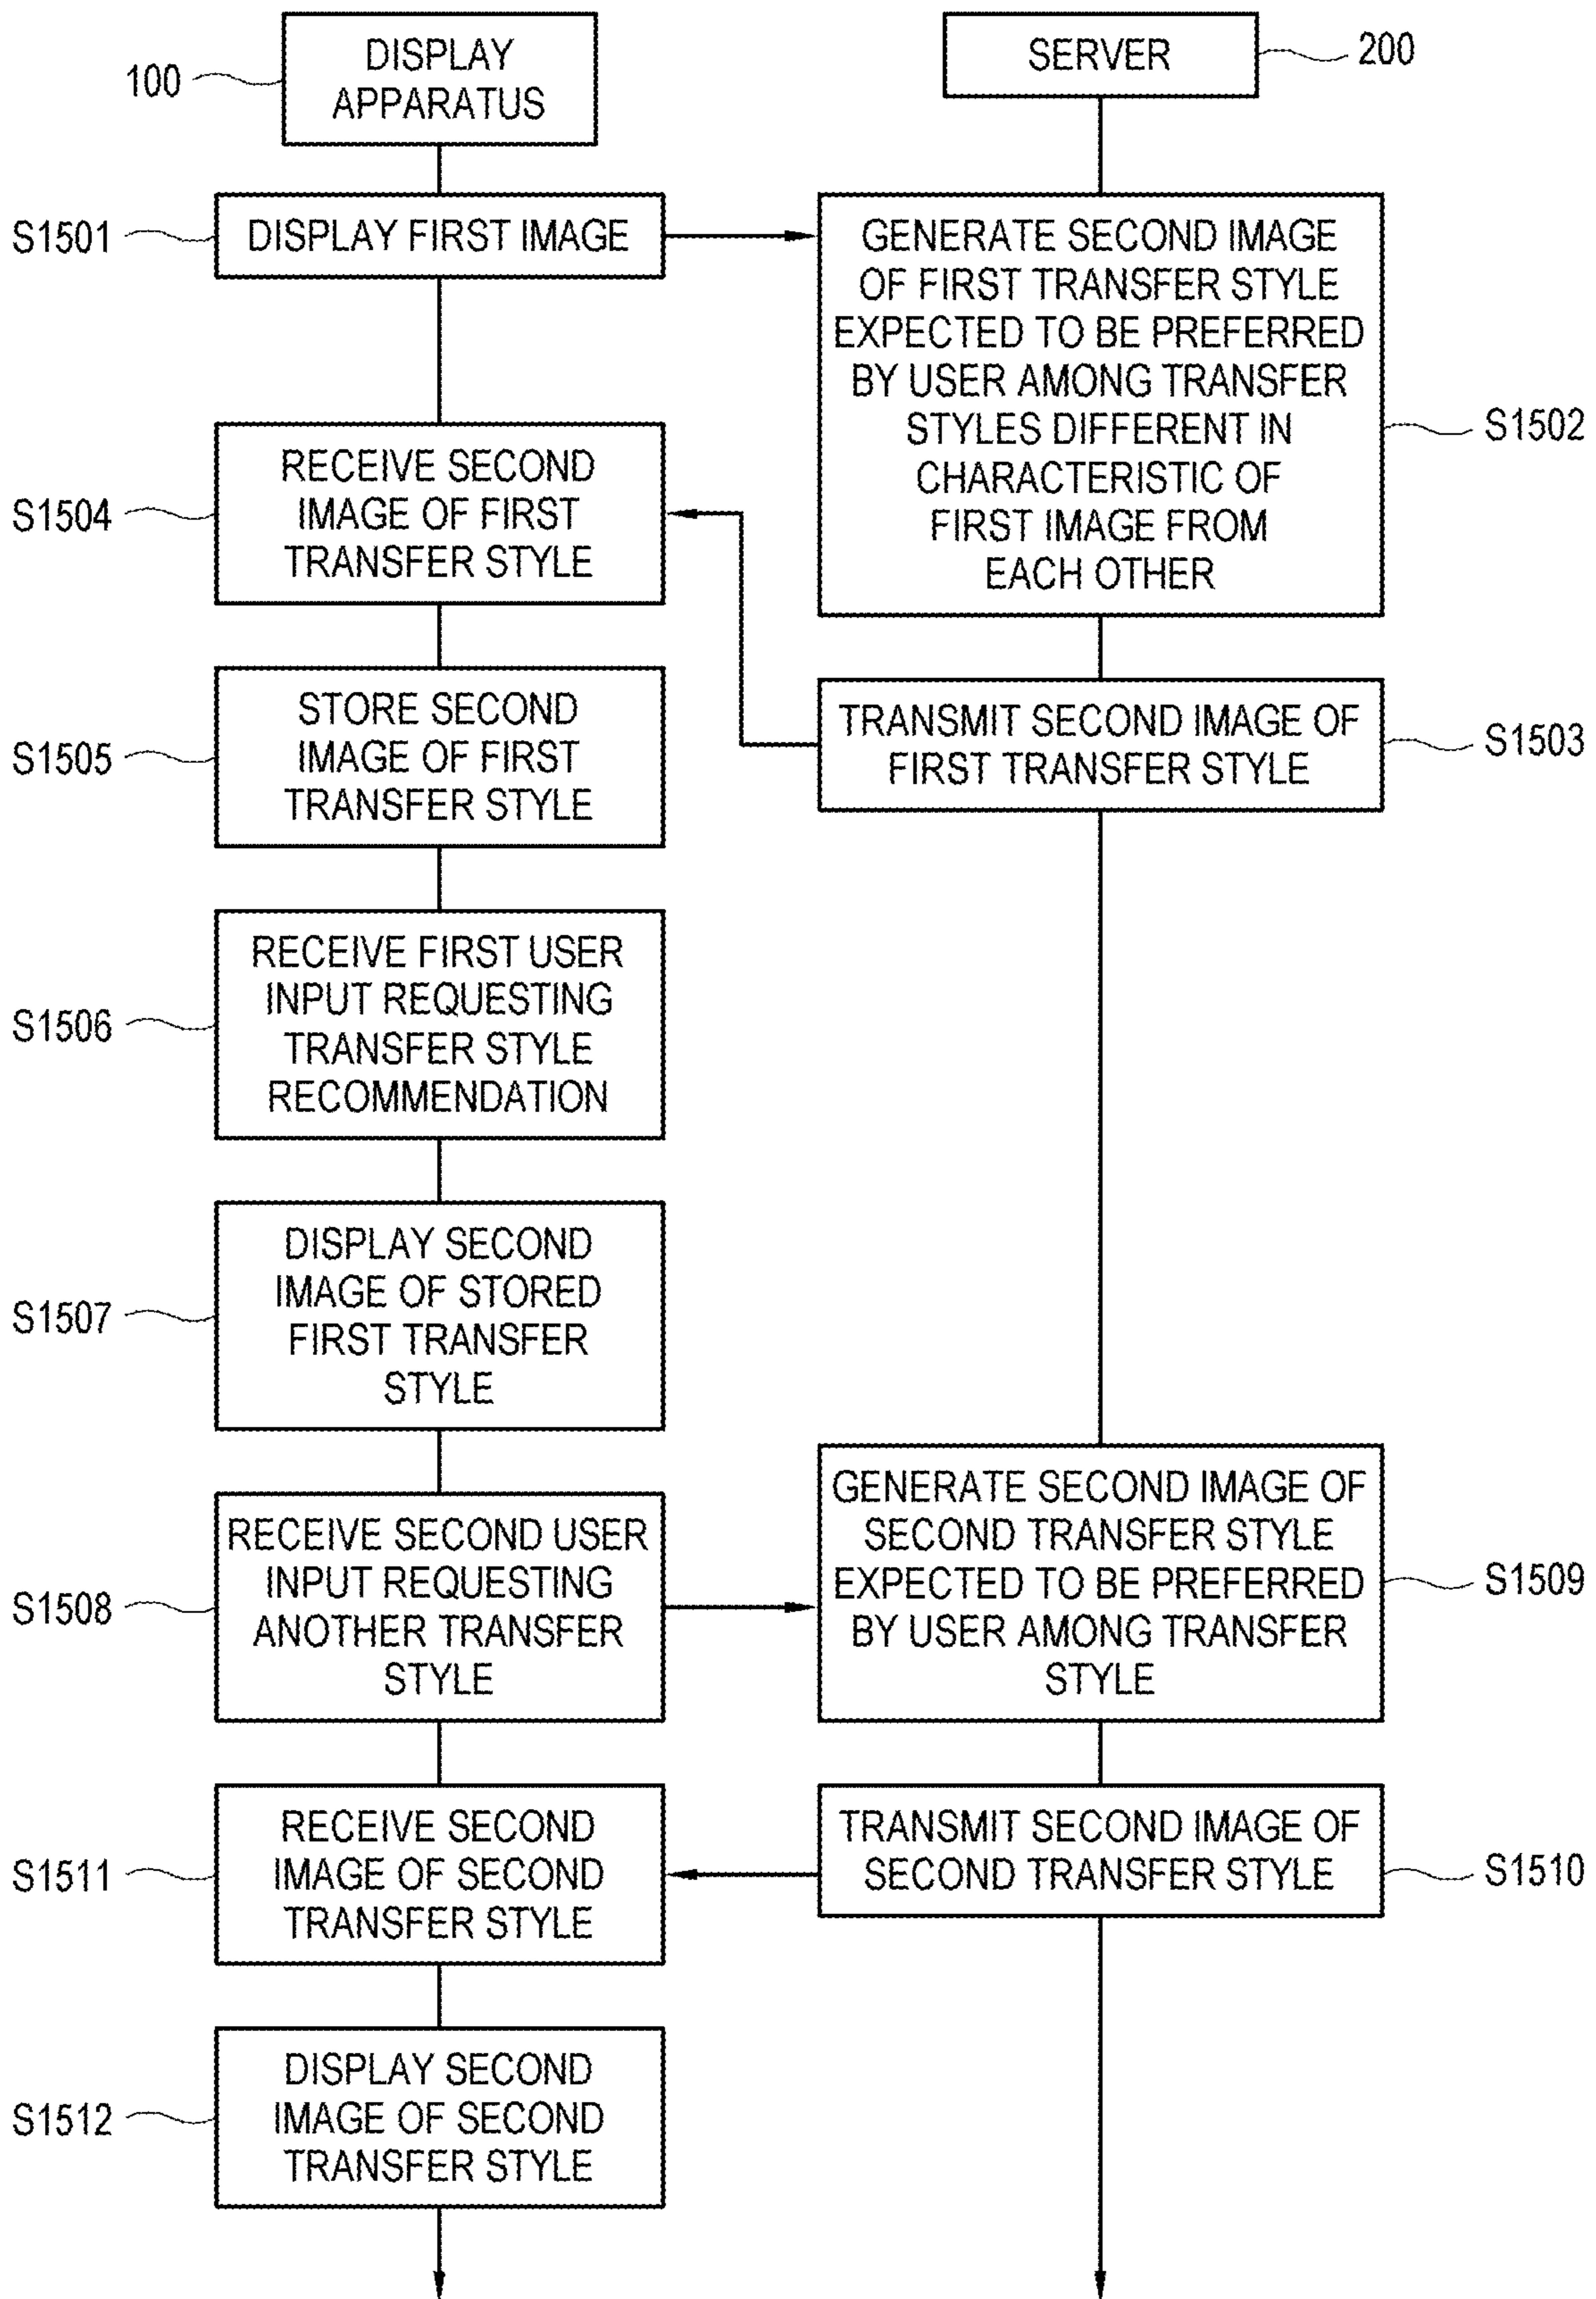 DISPLAY
APPARATUS
100
SERVER
200
S1501
DISPLAY FIRST IMAGE
GENERATE SECOND IMAGE
OF FIRST TRANSFER STYLE
EXPECTED TO BE PREFERRED
BY USER AMONG TRANSFER
STYLES DIFFERENT IN
CHARACTERISTIC OF
FIRST IMAGE FROM
EACH OTHER
S1502
S1504
RECEIVE SECOND
IMAGE OF FIRST
TRANSFER STYLE
TRANSMIT SECOND IMAGE OF
FIRST TRANSFER STYLE
S1503
S1505
STORE SECOND
IMAGE OF FIRST
TRANSFER STYLE
S1506
RECEIVE FIRST USER
INPUT REQUESTING
TRANSFER STYLE
RECOMMENDATION
S1507
DISPLAY SECOND
IMAGE OF STORED
FIRST TRANSFER
STYLE
S1508
RECEIVE SECOND USER
INPUT REQUESTING
ANOTHER TRANSFER
STYLE
GENERATE SECOND IMAGE OF
SECOND TRANSFER STYLE
EXPECTED TO BE PREFERRED
BY USER AMONG TRANSFER
STYLE
S1509
S1511
RECEIVE SECOND
IMAGE OF SECOND
TRANSFER STYLE
TRANSMIT SECOND IMAGE OF
SECOND TRANSFER STYLE
S1510
S1512
DISPLAY SECOND
IMAGE OF SECOND
TRANSFER STYLE